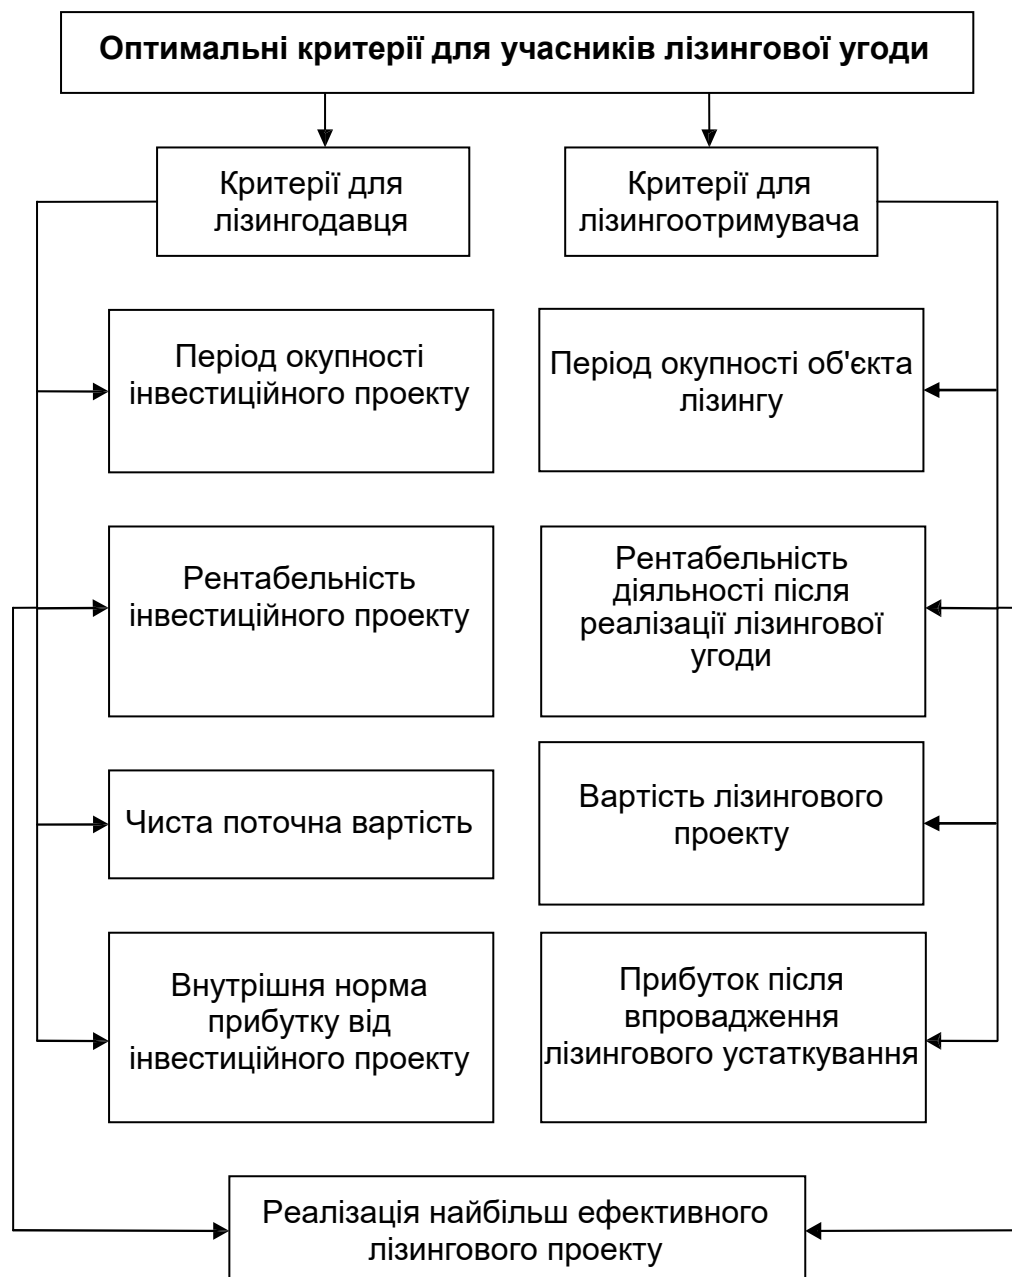 Оптимальні критерії для учасників лізингової угоди
Критерії для
лізингодавця
Критерії для
лізингоотримувача
Період окупності
інвестиційного проекту
Період окупності об'єкта
лізингу
Рентабельність
інвестиційного проекту
Рентабельність
діяльності після
реалізації лізингової
угоди
Чиста поточна вартість
Вартість лізингового
проекту
Внутрішня норма
прибутку від
інвестиційного проекту
Прибуток після
впровадження
лізингового устаткування
Реалізація найбільш ефективного
лізингового проекту